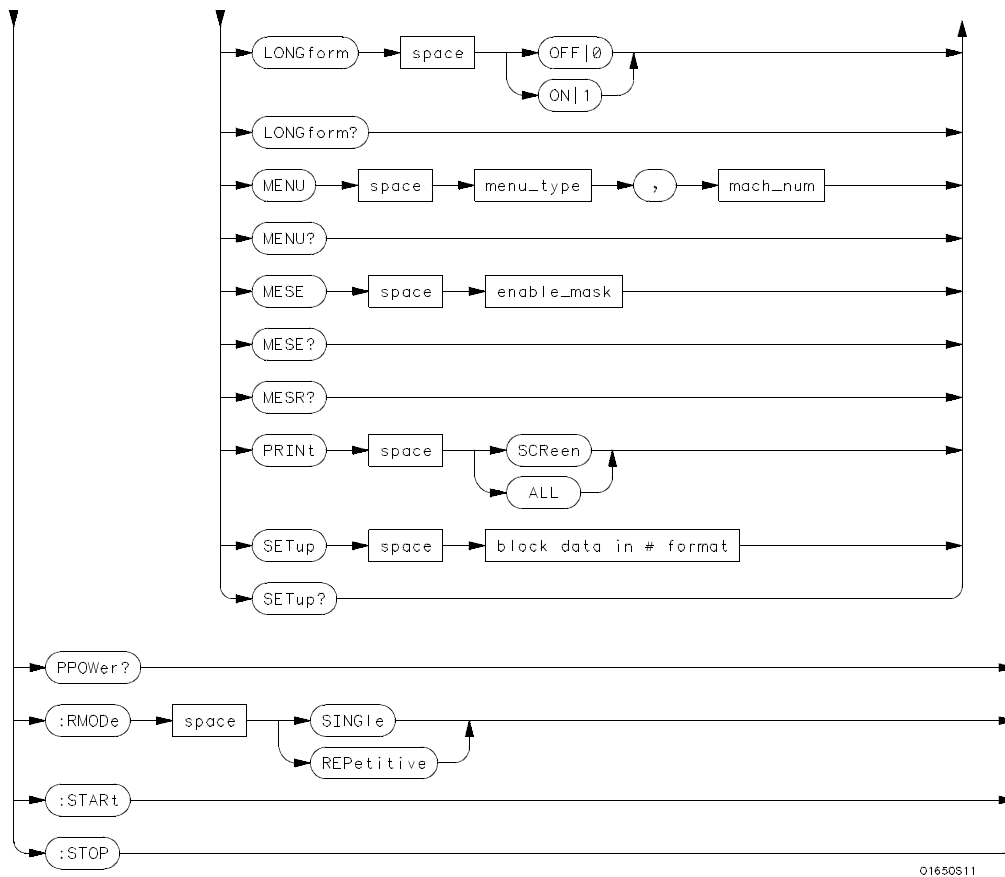 LONGform space OFF|0
ON|1
LONGform?
MENU space menu_type , mach_num
MENU?
MESE space enable_mask
MESE?
MESR?
PRINt space SCReen
ALL
SETup space block data in # format
SETup?
PPOWer?
:RMODe space SINGle
REPetitive
:STARt
:STOP
01650S11